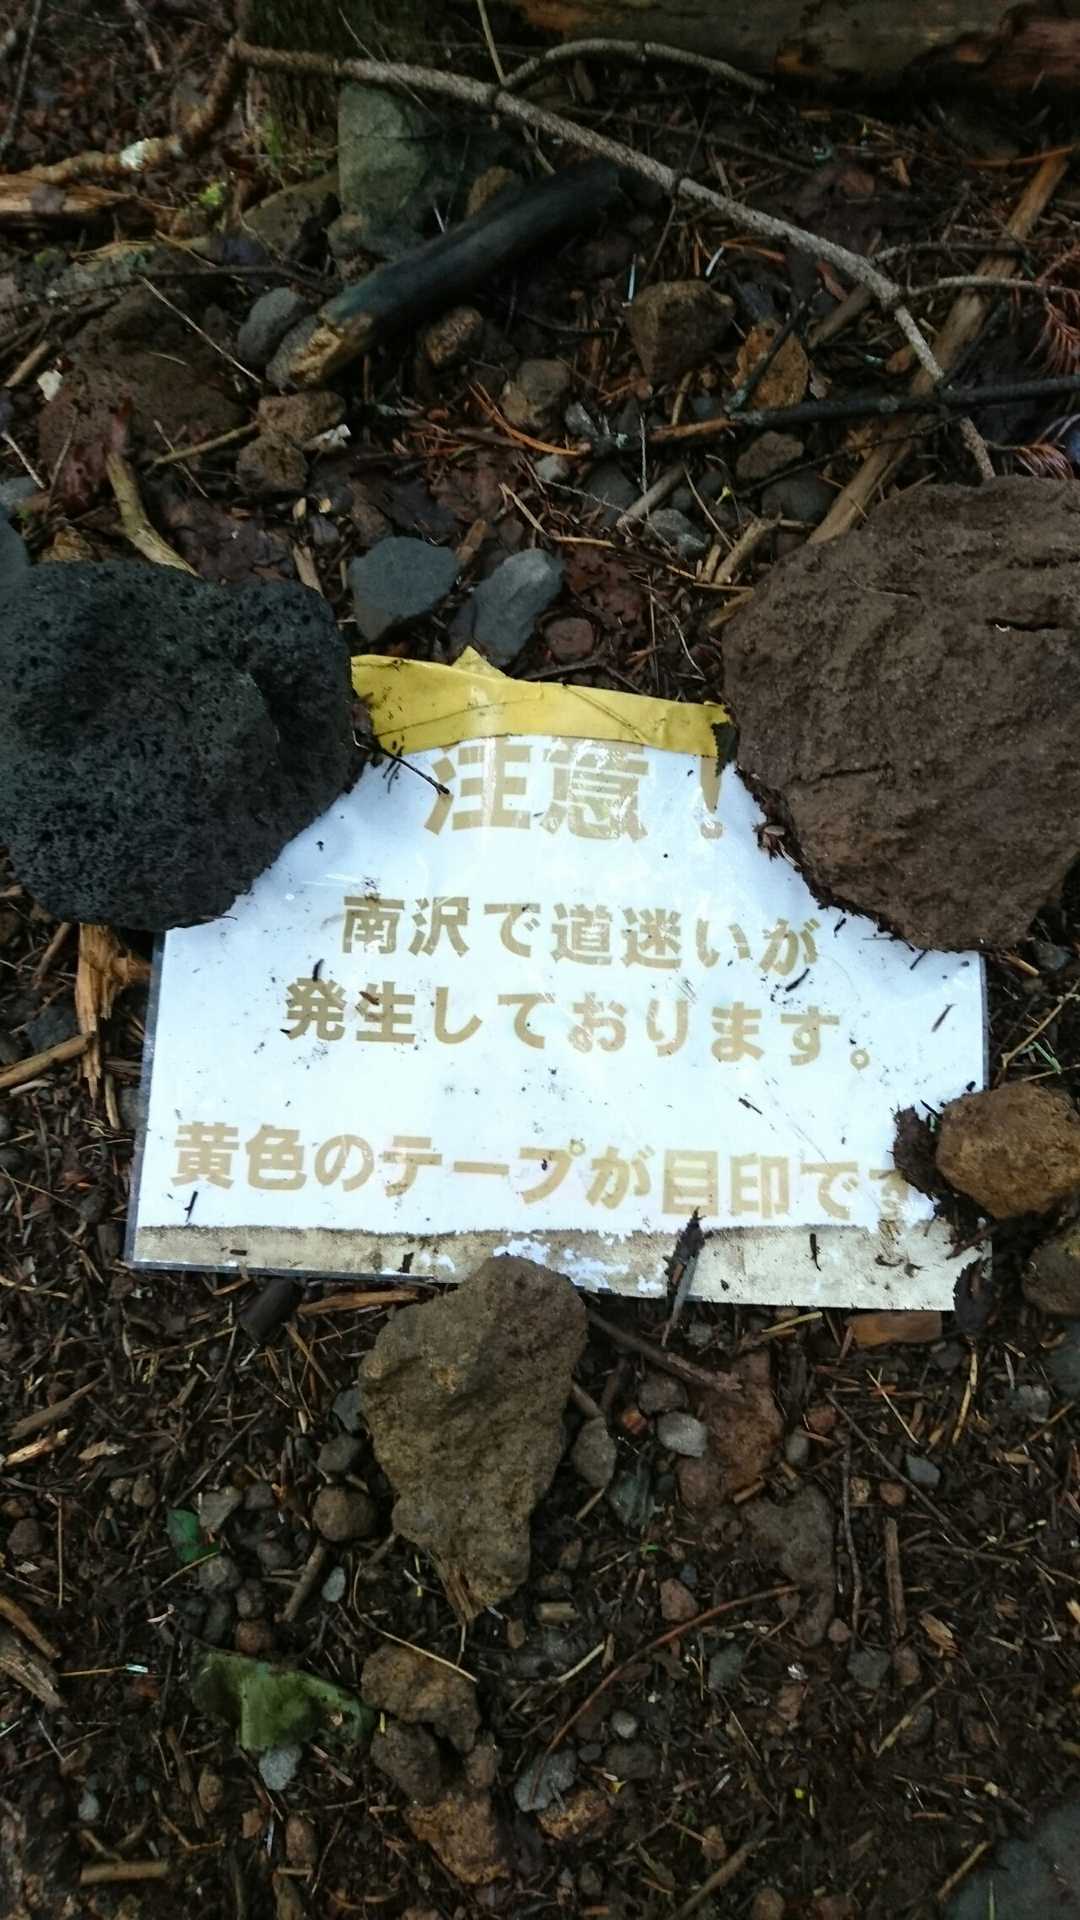 注意！
南沢で道迷いが
発生しております。
黄色のテープが目印です